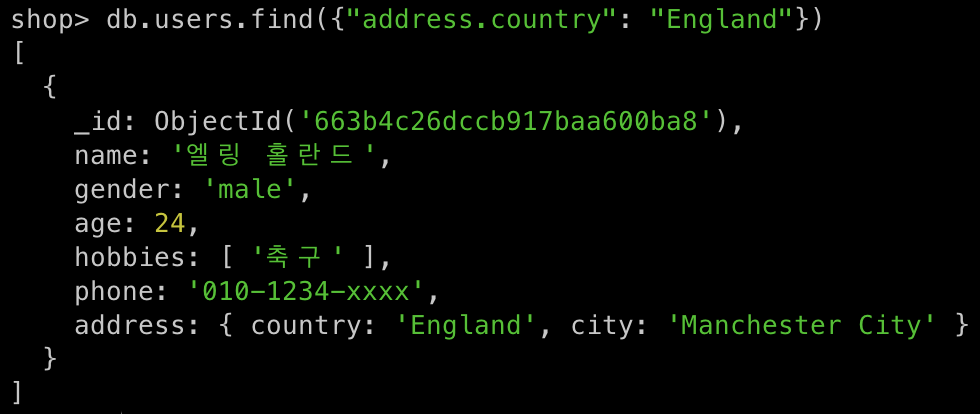 shop> db.users.find({"address.country": "England"})
[
  {
    _id: ObjectId('663b4c26dccb917baa600ba8'),
    name: '엘링 홀란드',
    gender: 'male',
    age: 24,
    hobbies: [ '축구' ],
    phone: '010-1234-xxxx',
    address: { country: 'England', city: 'Manchester City' }
  }
]